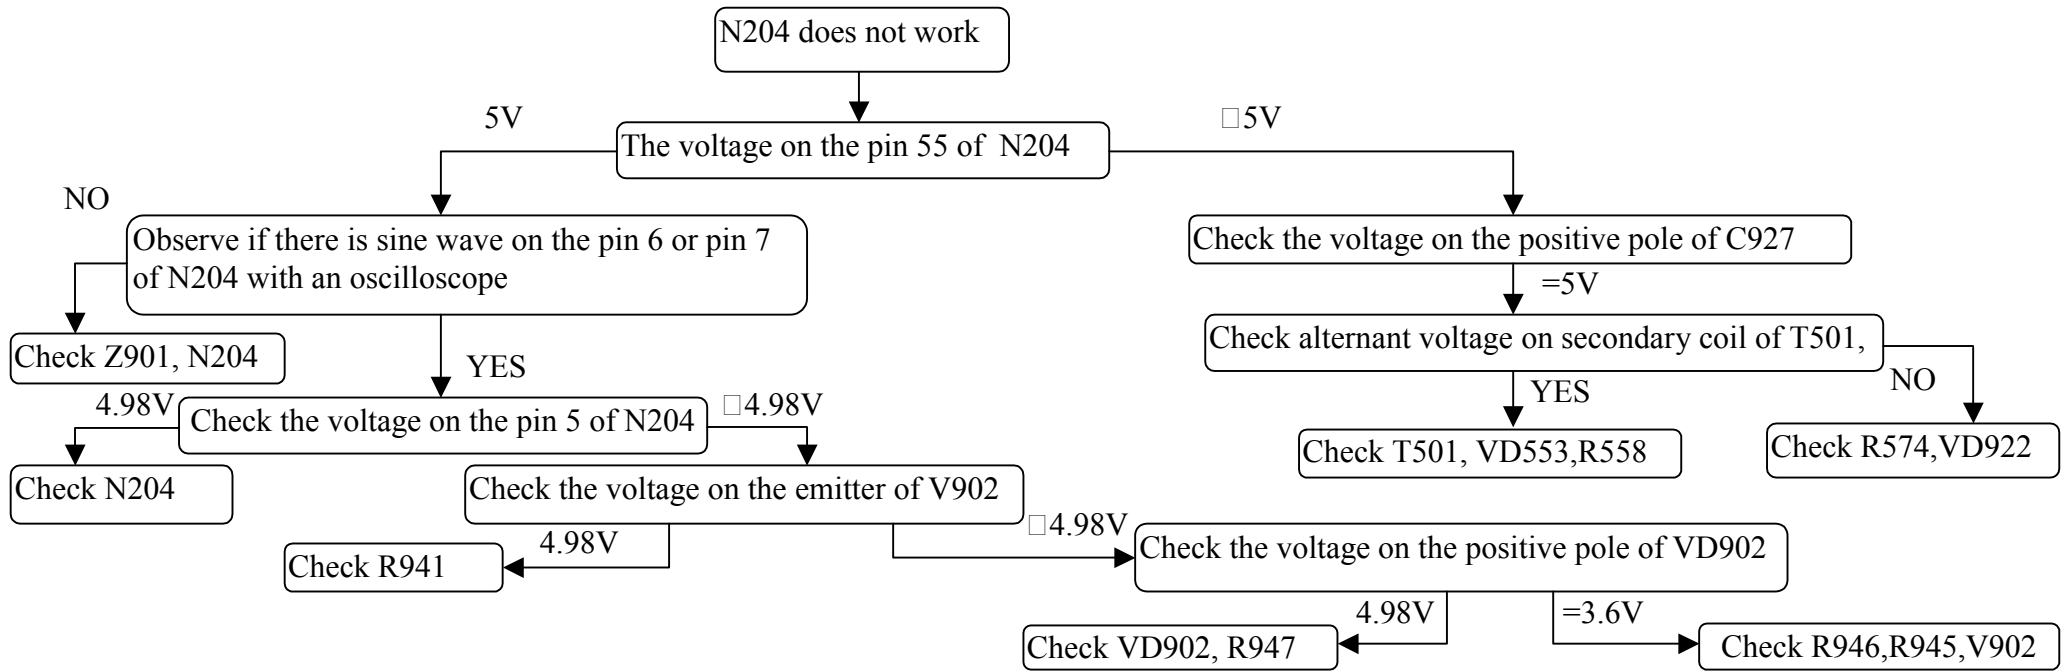 N204 does not work
5V
□5V
The voltage on the pin 55 of N204
NO
Observe if there is sine wave on the pin 6 or pin 7
of N204 with an oscilloscope
Check the voltage on the positive pole of C927
=5V
Check Z901, N204
YES
Check alternant voltage on secondary coil of T501,
YES
NO
4.98V
Check the voltage on the pin 5 of N204
□4.98V
Check T501, VD553,R558
Check R574,VD922
Check N204
Check the voltage on the emitter of V902
4.98V
□4.98V
Check R941
Check the voltage on the positive pole of VD902
4.98V
=3.6V
Check VD902, R947
Check R946,R945,V902